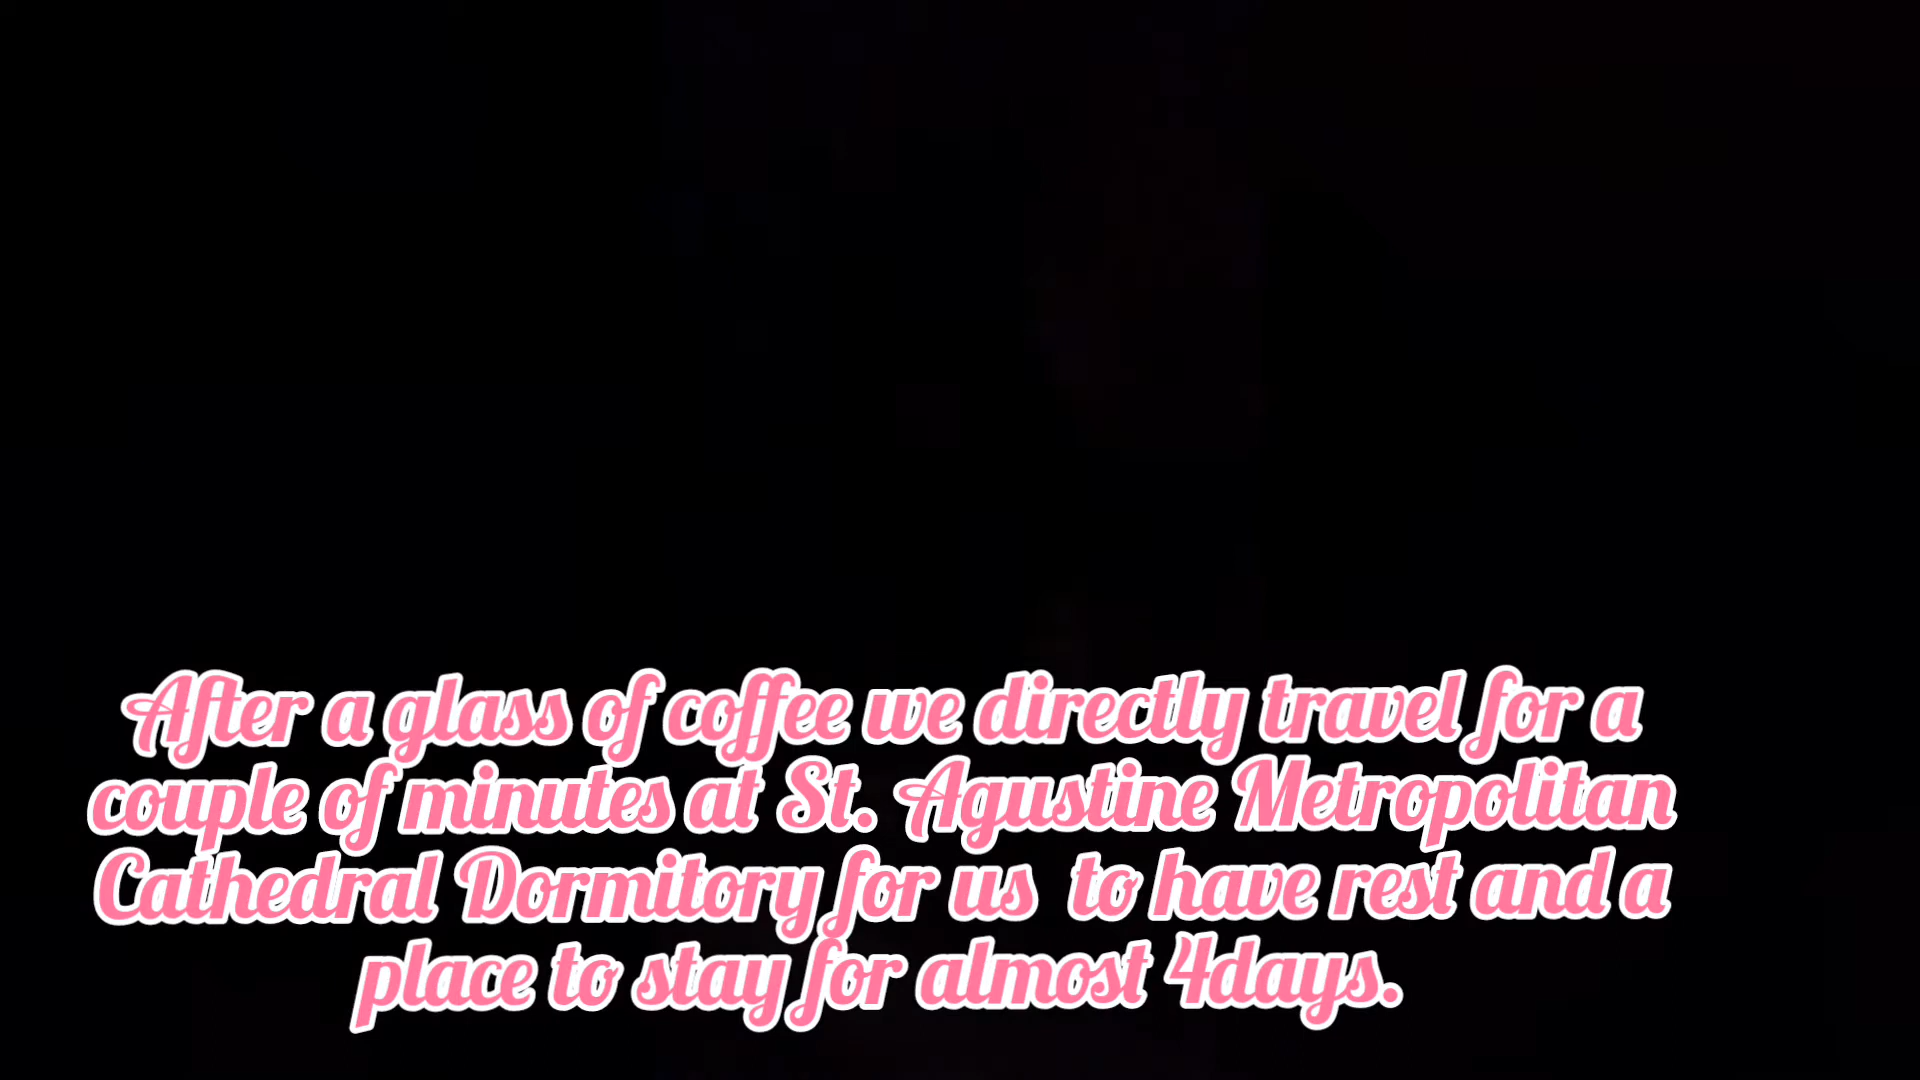 After a glass of coffee we directly travel for a
couple of minutes at St. Agustine Metropolitan
Cathedral Dormitory for us  to have rest and a
place to stay for almost 4days.